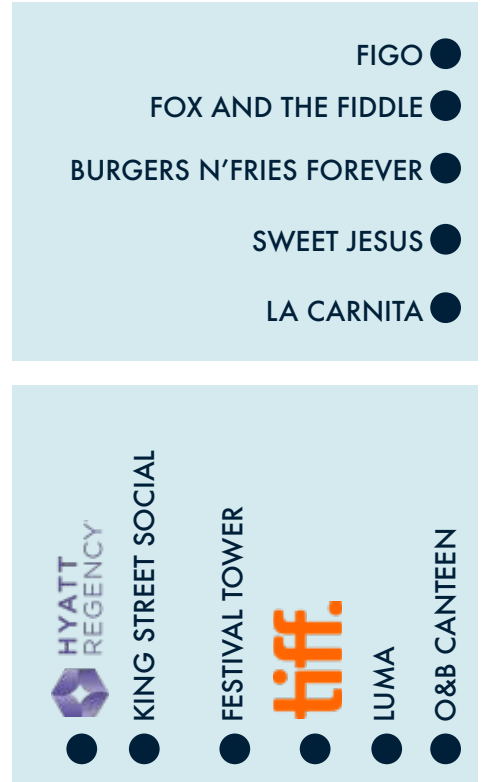 FIGO
FOX AND THE FIDDLE
BURGERS N'FRIES FOREVER
SWEET JESUS
LA CARNITA
HYATT
REGENCY
KING STREET SOCIAL
FESTIVAL TOWER
tiff.
LUMA
O&B CANTEEN